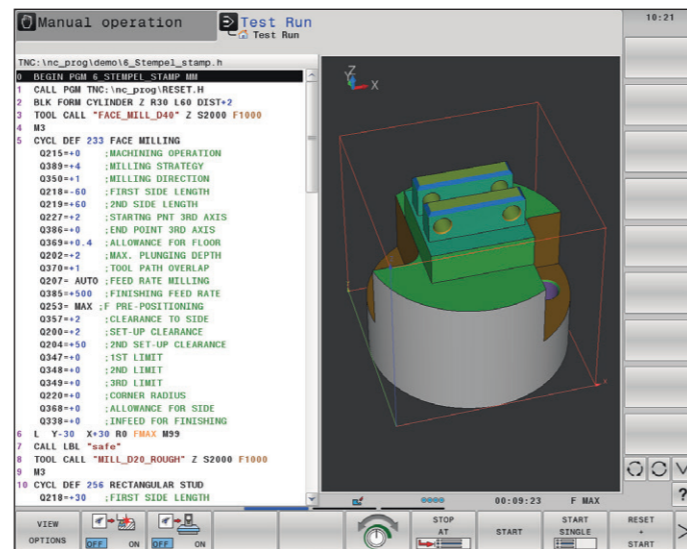 Manual operation
Test Run
Test Run
10:21
TNC:\nc_prog\demo\6_Stempel_stamp.h
0 BEGIN PGM 6_STEMPEL_STAMP MM
1 CALL PGM TNC:\nc_prog\RESET.H
2 BLK FORM CYLINDER Z R30 L60 DIST+2
3 TOOL CALL "FACE_MILL_D40" Z S2000 F1000
4 M3
5 CYCL DEF 233 FACE MILLING
Q215=+0 ;MACHINING OPERATION
Q389=+4 ;MILLING STRATEGY
Q350=+1 ;MILLING DIRECTION
Q218=-60 ;FIRST SIDE LENGTH
Q219=+60 ;2ND SIDE LENGTH
Q227=+2 ;STARTNG PNT 3RD AXIS
Q386=+0 ;END POINT 3RD AXIS
Q369=+0.4 ;ALLOWANCE FOR FLOOR
Q202=+2 ;MAX. PLUNGING DEPTH
Q370=+1 ;TOOL PATH OVERLAP
Q207= AUTO ;FEED RATE MILLING
Q385=+500 ;FINISHING FEED RATE
Q253= MAX ;F PRE-POSITIONING
Q357=+2 ;CLEARANCE TO SIDE
Q200=+2 ;SET-UP CLEARANCE
Q204=+50 ;2ND SET-UP CLEARANCE
Q347=+0 ;1ST LIMIT
Q348=+0 ;2ND LIMIT
Q349=+0 ;3RD LIMIT
Q220=+0 ;CORNER RADIUS
Q368=+0 ;ALLOWANCE FOR SIDE
Q338=+0 ;INFEED FOR FINISHING
6 L Y-30 X+30 R0 FMAX M99
7 CALL LBL "safe"
8 TOOL CALL "MILL_D20_ROUGH" Z S2000 F1000
9 M3
10 CYCL DEF 256 RECTANGULAR STUD
Q218=+30 ;FIRST SIDE LENGTH
Z
Y
X
00:09:23 F MAX
?
VIEW OPTIONS
OFF ON
OFF ON
STOP AT
START
START SINGLE
RESET + START